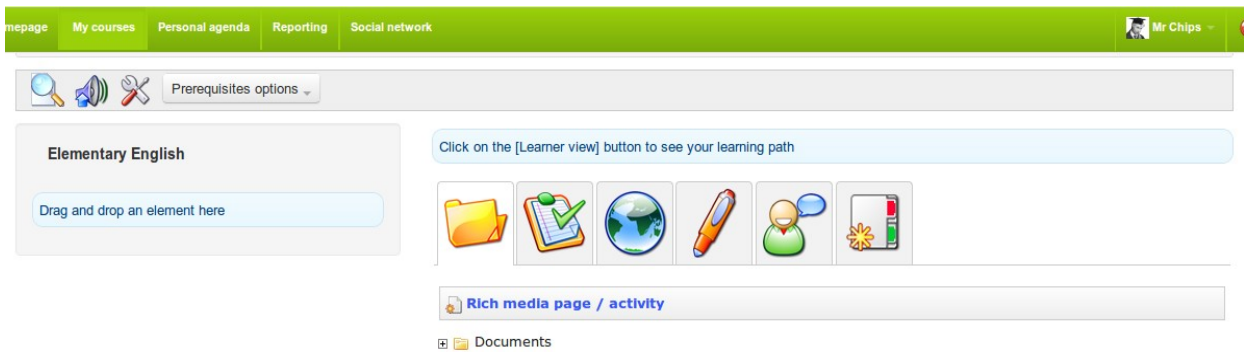 mepage My courses Personal agenda Reporting Social network Mr Chips
Prerequisites options
Elementary English
Click on the [Learner view] button to see your learning path
Drag and drop an element here
Rich media page / activity
Documents